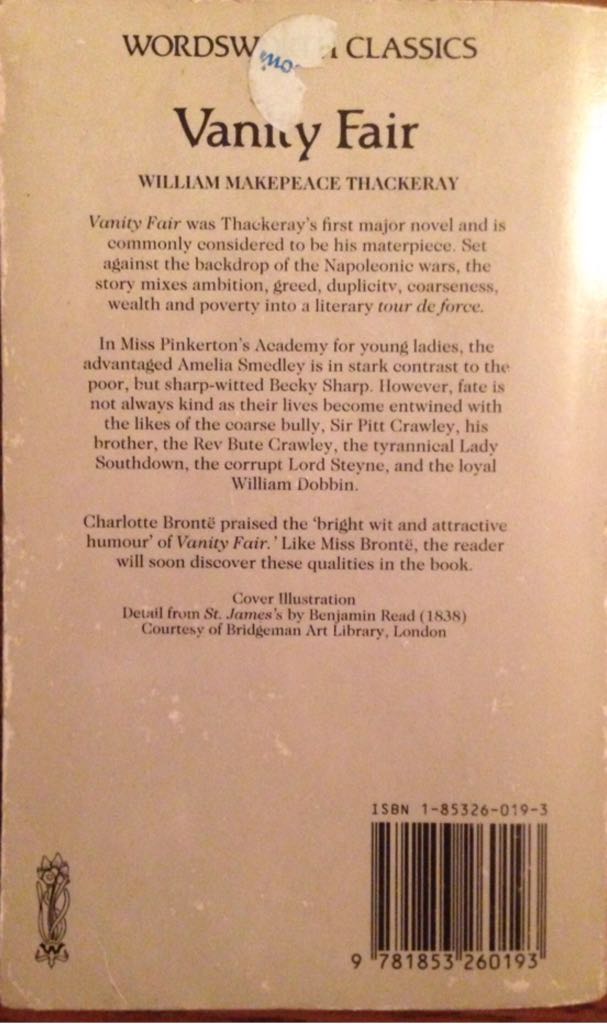 WORDSW H CLASSICS
Vanity Fair
WILLIAM MAKEPEACE THACKERAY
Vanity Fair was Thackeray's first major novel and is
commonly considered to be his materpiece. Set
against the backdrop of the Napoleonic wars, the
story mixes ambition, greed, duplicity, coarseness,
wealth and poverty into a literary tour de force.
In Miss Pinkerton's Academy for young ladies, the
advantaged Amelia Smedley is in stark contrast to the
poor, but sharp-witted Becky Sharp. However, fate is
not always kind as their lives become entwined with
the likes of the coarse bully, Sir Pitt Crawley, his
brother, the Rev Bute Crawley, the tyrannical Lady
Southdown, the corrupt Lord Steyne, and the loyal
William Dobbin.
Charlotte Brontë praised the 'bright wit and attractive
humour' of Vanity Fair.' Like Miss Brontë, the reader
will soon discover these qualities in the book.
Cover Illustration
Detail from St. James's by Benjamin Read (1838)
Courtesy of Bridgeman Art Library, London
ISBN 1-85326-019-3
9 781853 260193
W